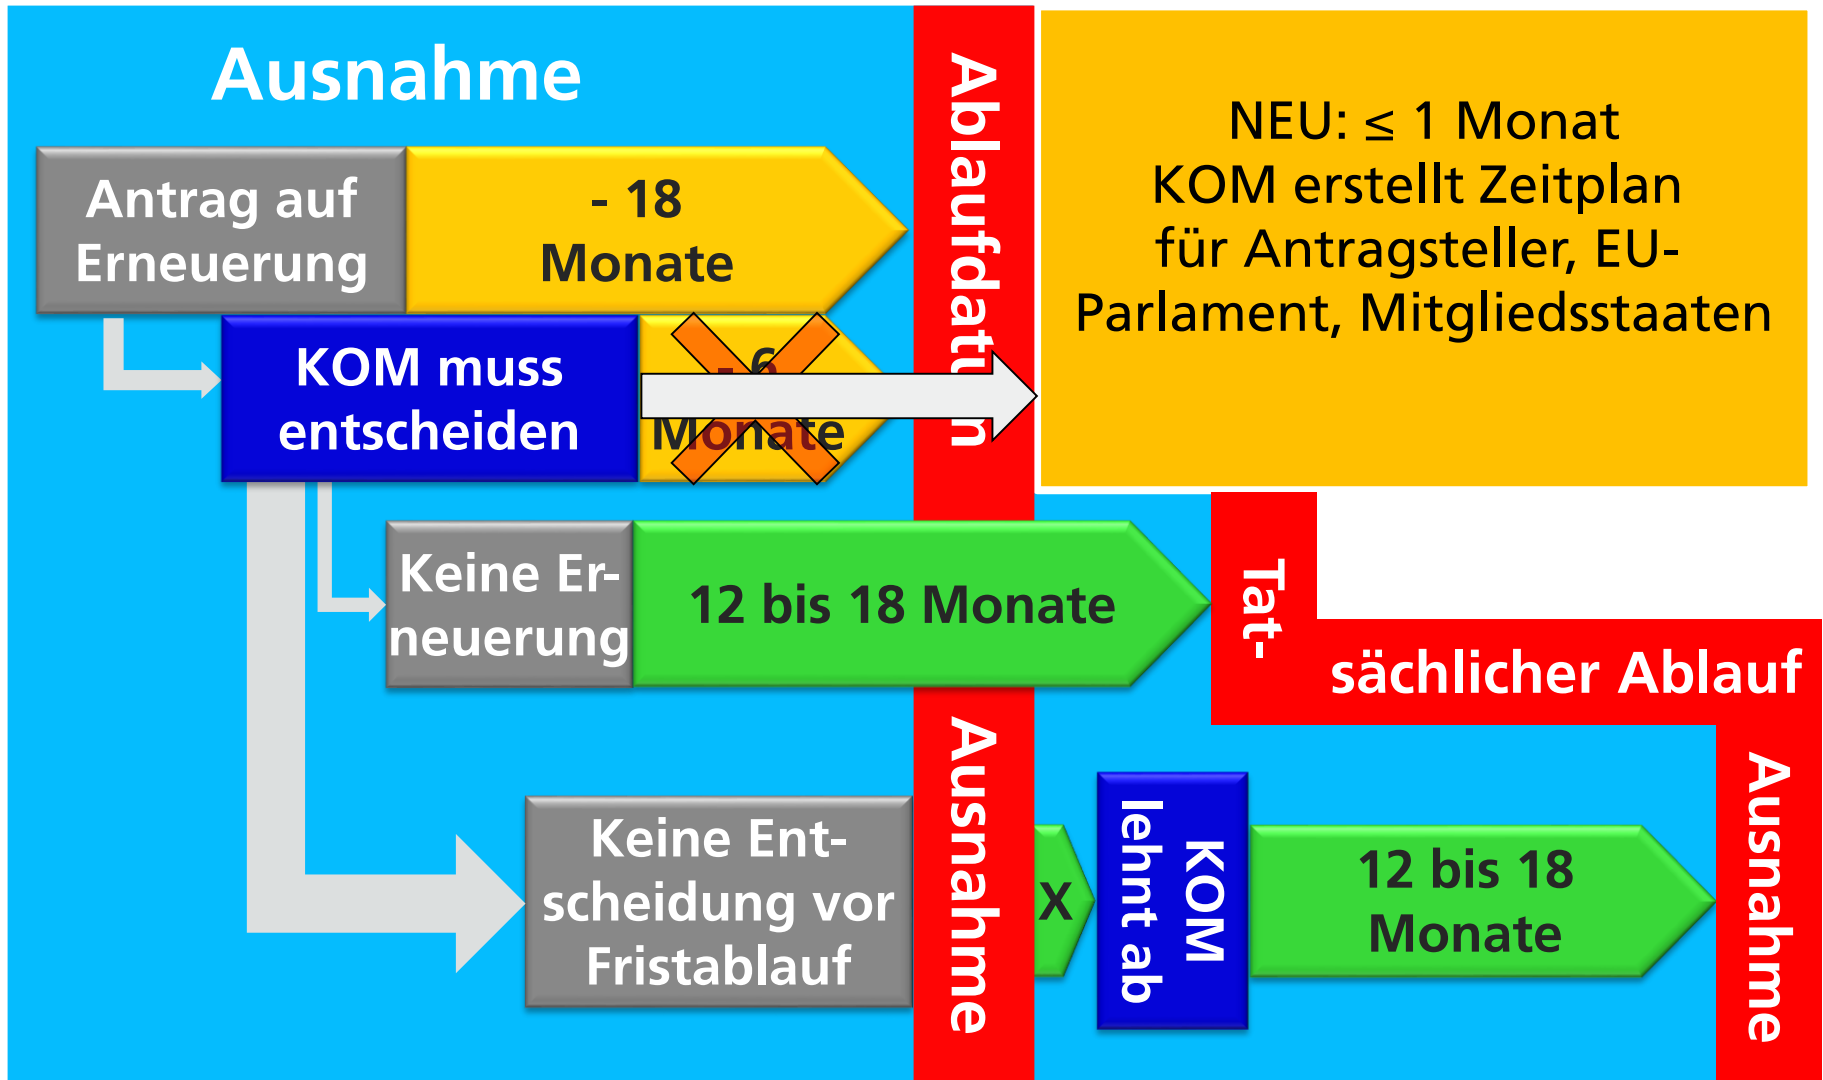 Ausnahme
Ablaufdatum
NEU: ≤ 1 Monat
KOM erstellt Zeitplan
für Antragsteller, EU-
Parlament, Mitgliedsstaaten
Antrag auf
Erneuerung
- 18
Monate
KOM muss
entscheiden
- 6
Monate
Keine Er-
neuerung
12 bis 18 Monate
Tat-
sächlicher Ablauf
Ausnahme
Keine Ent-
scheidung vor
Fristablauf
Ausnahme
X
KOM
lehnt ab
12 bis 18
Monate